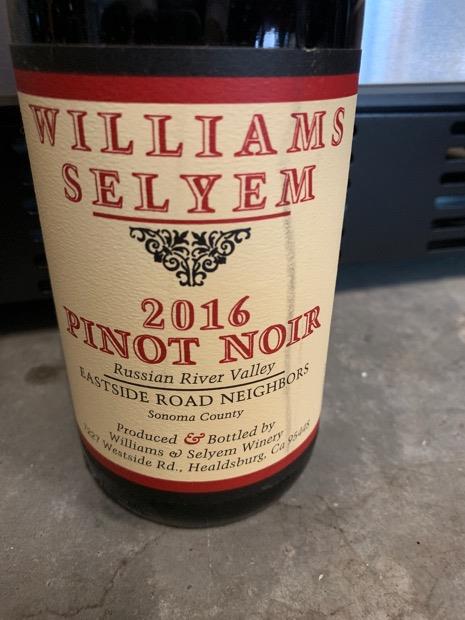 WILLIAMS
SELYEM
2016
PINOT NOIR
Russian River Valley
EASTSIDE ROAD NEIGHBORS
Sonoma County
Produced & Bottled by
Williams & Selyem Winery
7227 Westside Rd., Healdsburg, Ca 95448